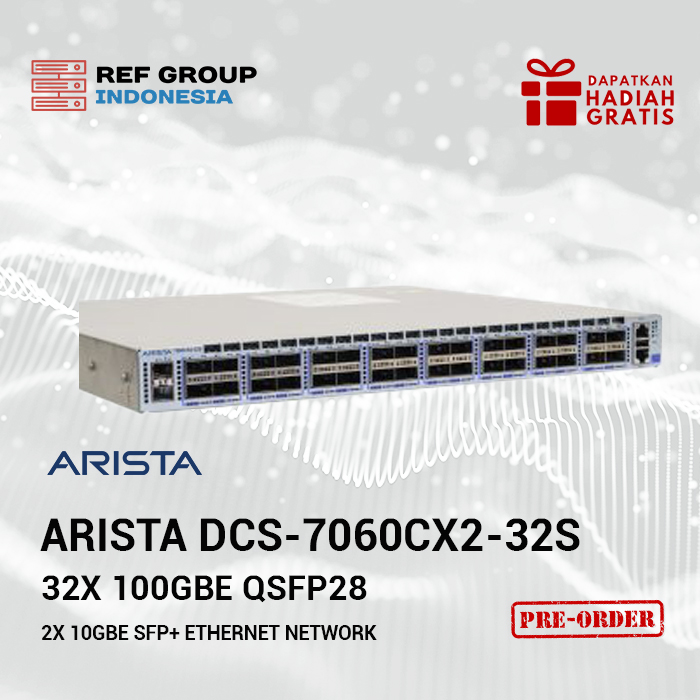 REF GROUP
INDONESIA
DAPATKAN
HADIAH
GRATIS
ARISTA
ARISTA
ARISTA DCS-7060CX2-32S
32X 100GBE QSFP28
2X 10GBE SFP+ ETHERNET NETWORK
PRE-ORDER